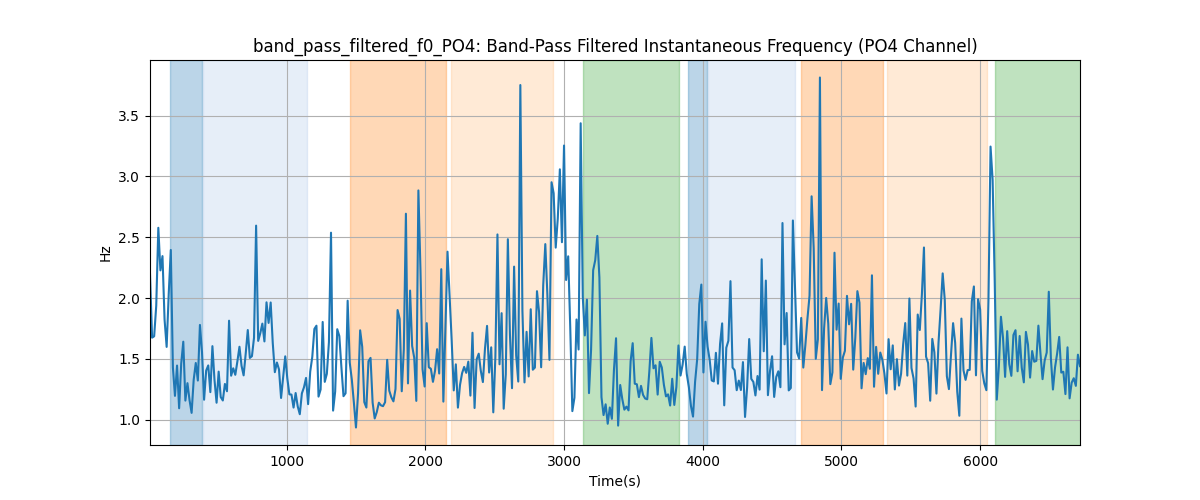 band_pass_filtered_f0_PO4: Band-Pass Filtered Instantaneous Frequency (PO4 Channel)
Hz
3.5
3.0
2.5
2.0
1.5
1.0
1000 2000 3000 4000 5000 6000
Time(s)